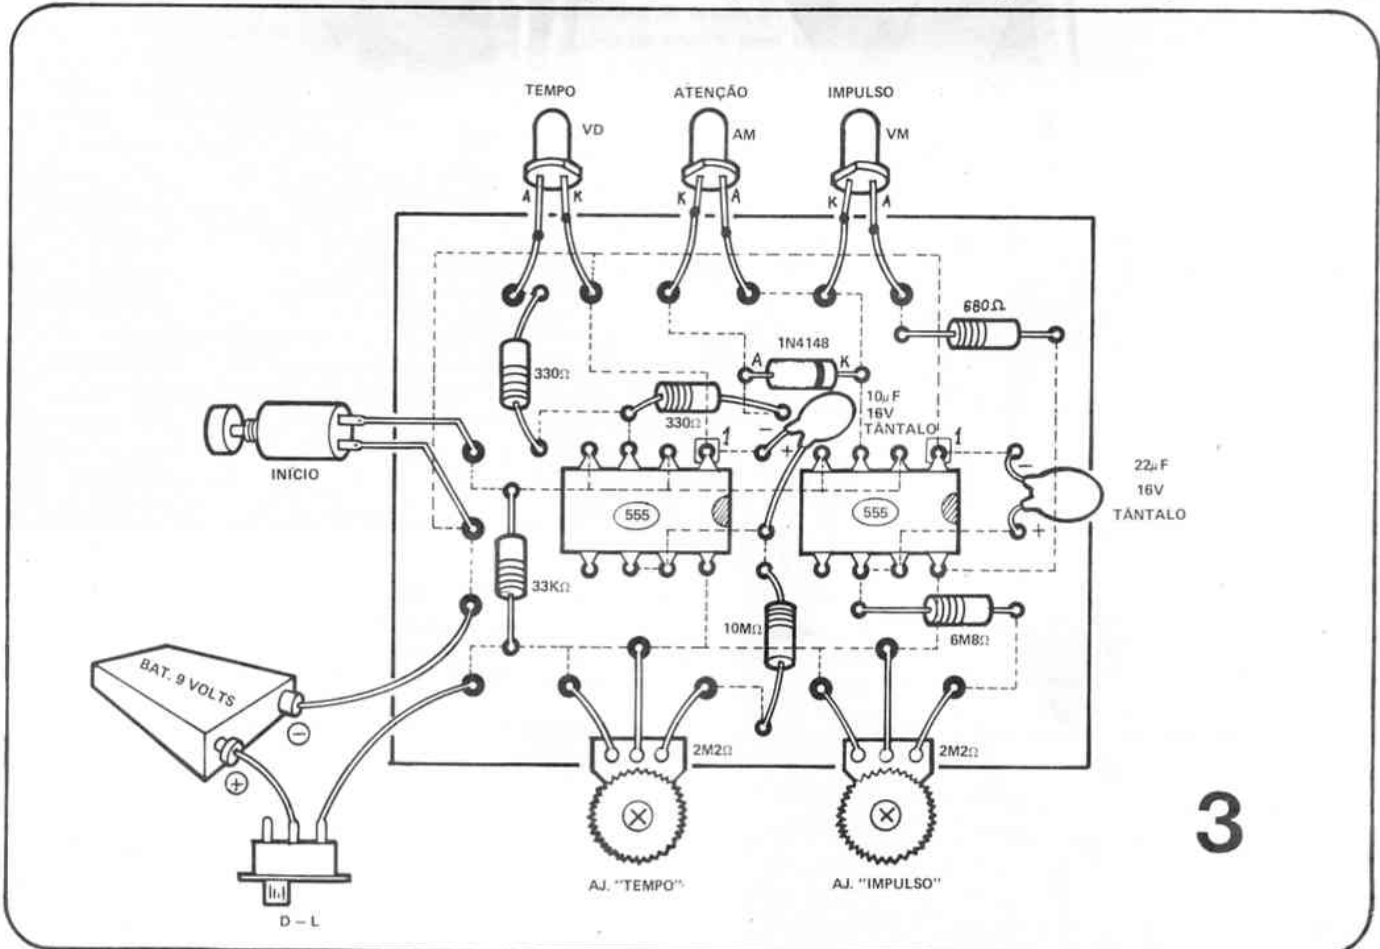 TEMPO
ATENÇÃO
IMPULSO
VD
AM
VM
A
K
K
A
K
A
680Ω
1N4148
A
K
330Ω
330Ω
10µF
16V
TÂNTALO
-
+
1
1
INÍCIO
555
555
22µF
16V
TÂNTALO
-
+
33KΩ
10MΩ
6M8Ω
BAT. 9 VOLTS
-
+
2M2Ω
2M2Ω
3
AJ. "TEMPO"
AJ. "IMPULSO"
D - L